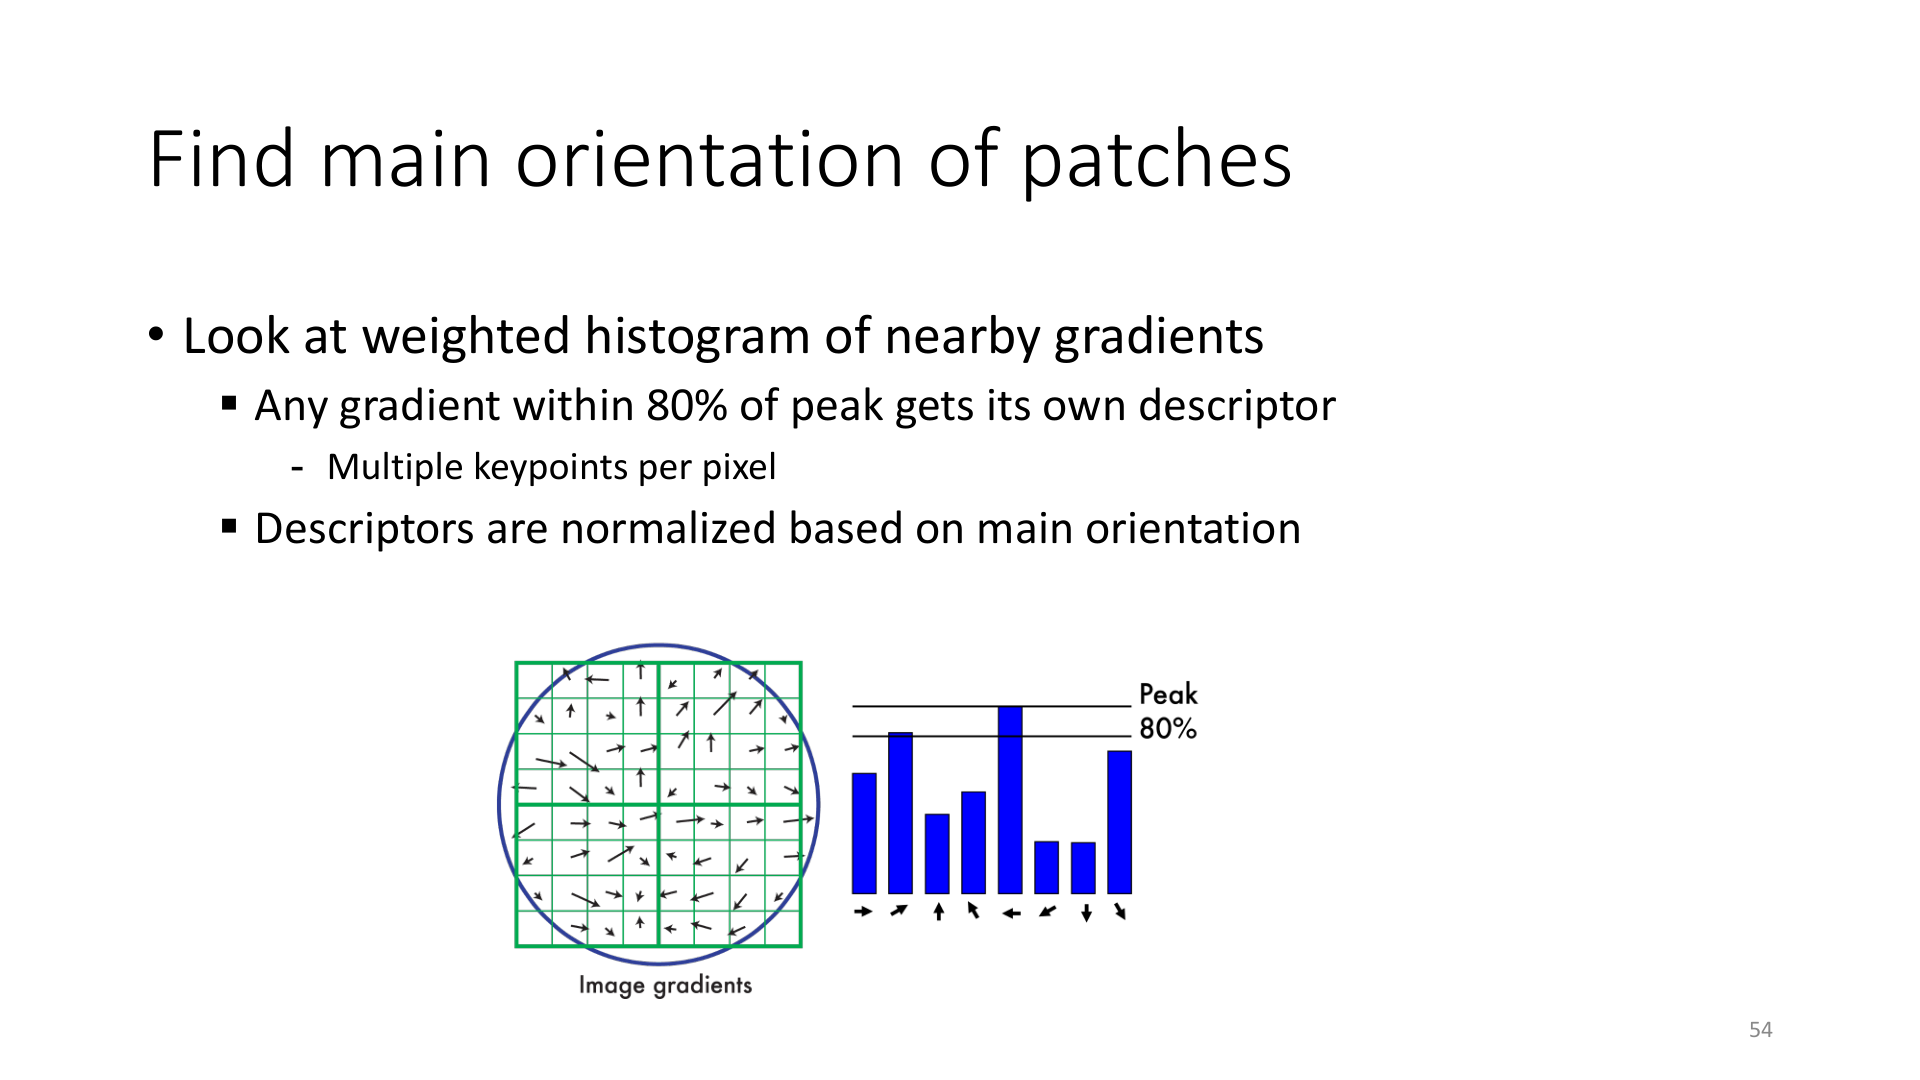 Find main orientation of patches
• Look at weighted histogram of nearby gradients
▪ Any gradient within 80% of peak gets its own descriptor
- Multiple keypoints per pixel
▪ Descriptors are normalized based on main orientation
Peak
80%
Image gradients
54